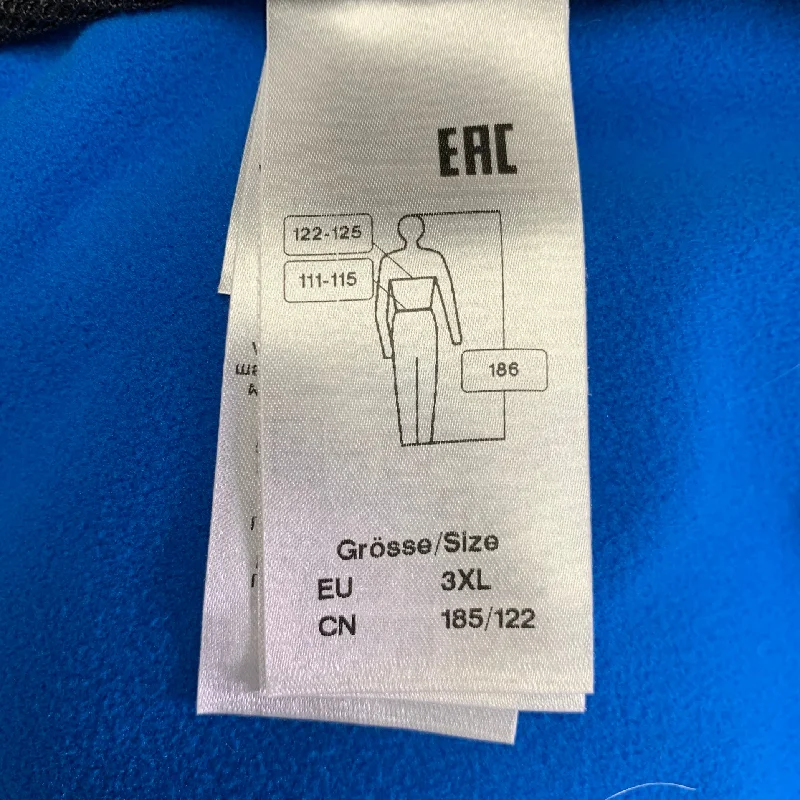 EAC
122-125
111-115
186
Grösse/Size
EU 3XL
CN 185/122